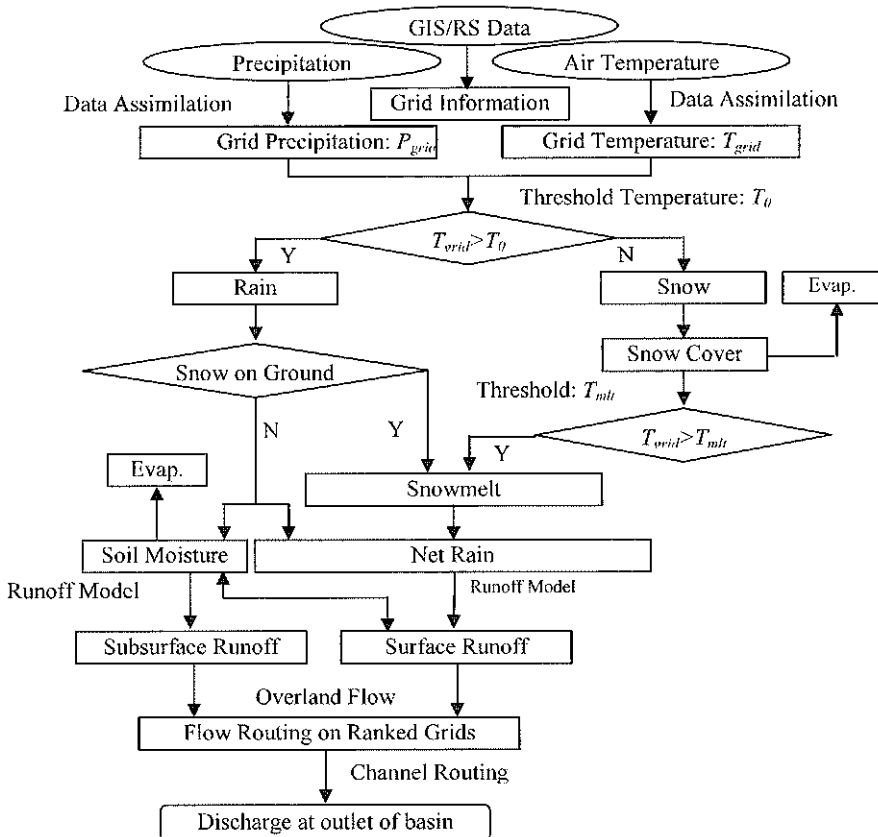 GIS/RS Data
Precipitation
Air Temperature
Data Assimilation
Grid Information
Data Assimilation
Grid Precipitation: P_grid
Grid Temperature: T_grid
Threshold Temperature: T_0
T_grid>T_0
Y
N
Rain
Snow
Evap.
Snow on Ground
Snow Cover
Threshold: T_mlt
N
Y
T_grid>T_mlt
Y
Evap.
Snowmelt
Soil Moisture
Net Rain
Runoff Model
Runoff Model
Subsurface Runoff
Surface Runoff
Overland Flow
Flow Routing on Ranked Grids
Channel Routing
Discharge at outlet of basin